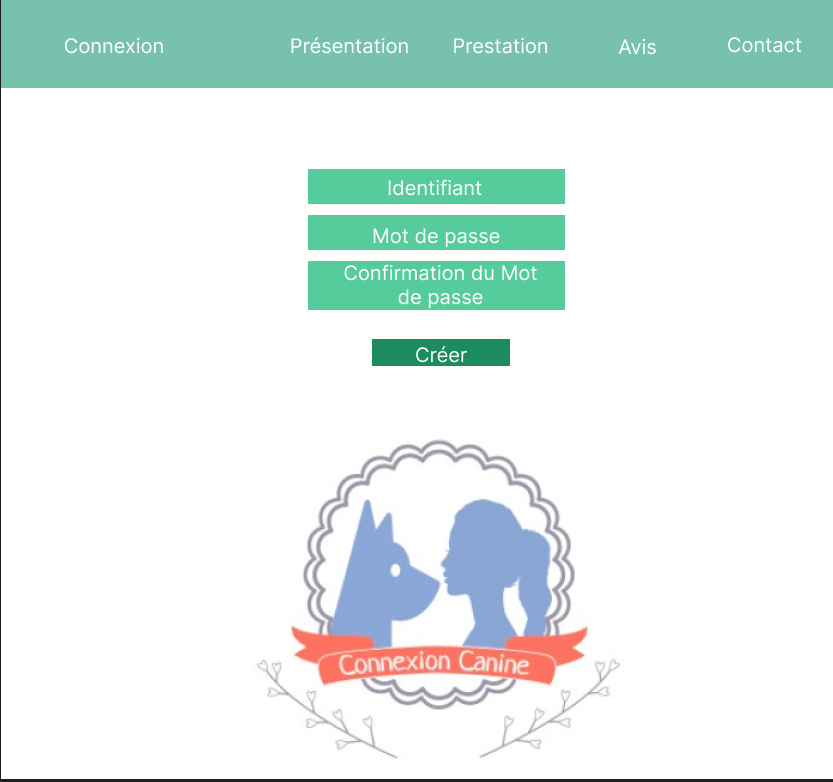 Connexion Présentation Prestation Avis Contact
Identifiant
Mot de passe
Confirmation du Mot
de passe
Créer
Connexion Canine